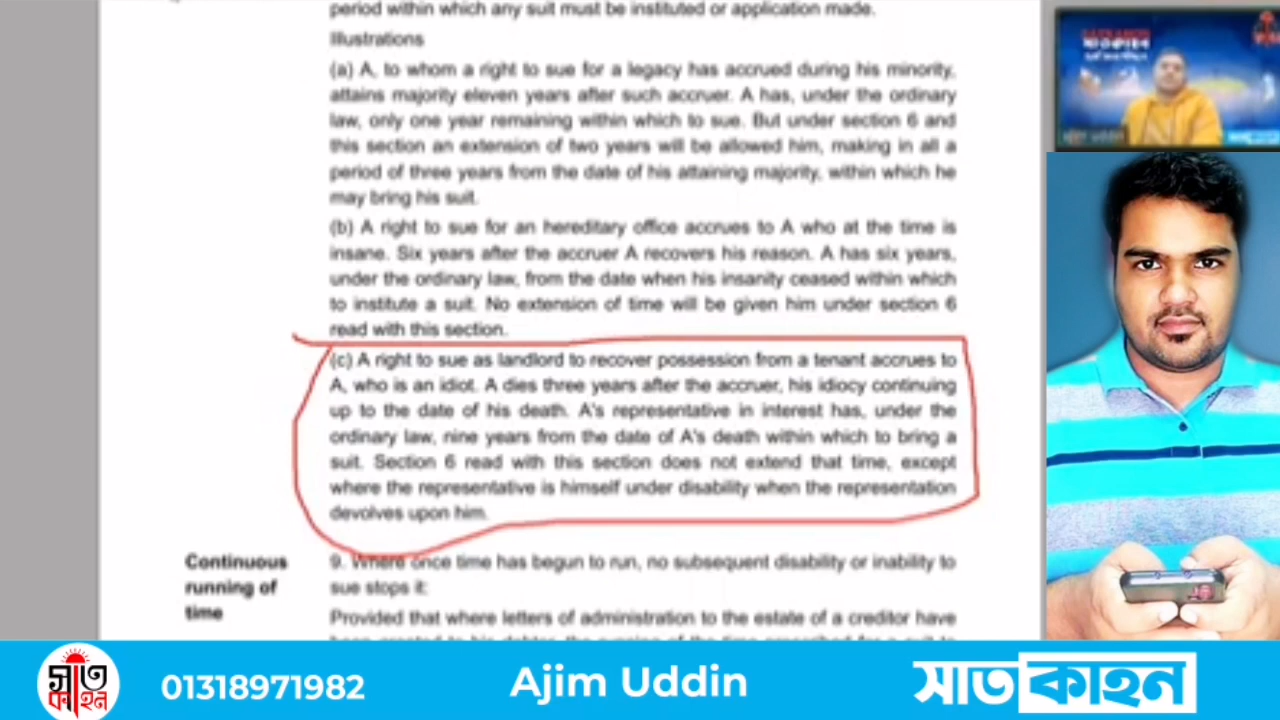 period within which any suit must be instituted or application made.
Illustrations
(a) A, to whom a right to sue for a legacy has accrued during his minority,
attains majority eleven years after such accruer. A has, under the ordinary
law, only one year remaining within which to sue. But under section 6 and
this section an extension of two years will be allowed him, making in all a
period of three years from the date of his attaining majority, within which he
may bring his suit.
(b) A right to sue for an hereditary office accrues to A who at the time is
insane. Six years after the accruer A recovers his reason. A has six years,
under the ordinary law, from the date when his insanity ceased within which
to institute a suit. No extension of time will be given him under section 6
read with this section.
(c) A right to sue as landlord to recover possession from a tenant accrues to
A, who is an idiot. A dies three years after the accruer, his idiocy continuing
up to the date of his death. A's representative in interest has, under the
ordinary law, nine years from the date of A's death within which to bring a
suit. Section 6 read with this section does not extend that time, except
where the representative is himself under disability when the representation
devolves upon him.
Continuous
running of
time
9. Where once time has begun to run, no subsequent disability or inability to
sue stops it:
Provided that where letters of administration to the estate of a creditor have
সাতকাহন
সাত
কাহন
01318971982
Ajim Uddin
সাতকাহন